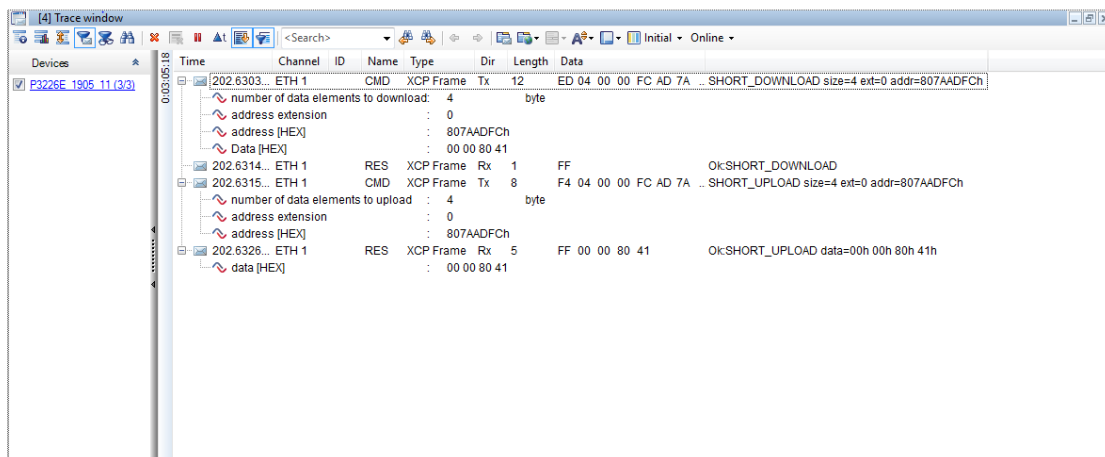 [4] Trace window
<Search> Initial Online
Devices
P3226E_1905_11 (3/3)
0:03:05:18
Time Channel ID Name Type Dir Length Data
202.6303... ETH 1 CMD XCP Frame Tx 12 ED 04 00 00 FC AD 7A .. SHORT_DOWNLOAD size=4 ext=0 addr=807AADFCh
number of data elements to download: 4 byte
address extension : 0
address [HEX] : 807AADFCh
Data [HEX] : 00 00 80 41
202.6314... ETH 1 RES XCP Frame Rx 1 FF Ok:SHORT_DOWNLOAD
202.6315... ETH 1 CMD XCP Frame Tx 8 F4 04 00 00 FC AD 7A .. SHORT_UPLOAD size=4 ext=0 addr=807AADFCh
number of data elements to upload : 4 byte
address extension : 0
address [HEX] : 807AADFCh
202.6326... ETH 1 RES XCP Frame Rx 5 FF 00 00 80 41 Ok:SHORT_UPLOAD data=00h 00h 80h 41h
data [HEX] : 00 00 80 41